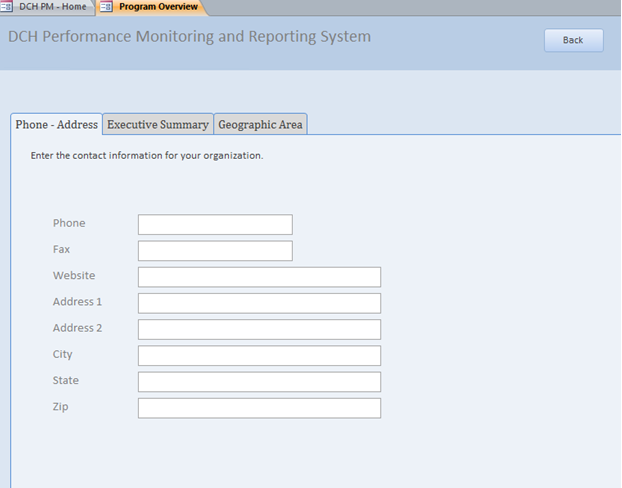 DCH PM - Home
Program Overview
DCH Performance Monitoring and Reporting System
Back
Phone - Address
Executive Summary
Geographic Area
Enter the contact information for your organization.
Phone
Fax
Website
Address 1
Address 2
City
State
Zip